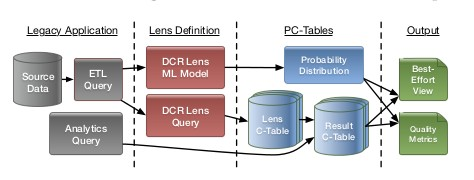 Legacy Application
Lens Definition
PC-Tables
Output
Source
Data
ETL
Query
DCR Lens
ML Model
Probability
Distribution
Best-
Effort
View
DCR Lens
Query
Lens
C-Table
Result
C-Table
Analytics
Query
Quality
Metrics